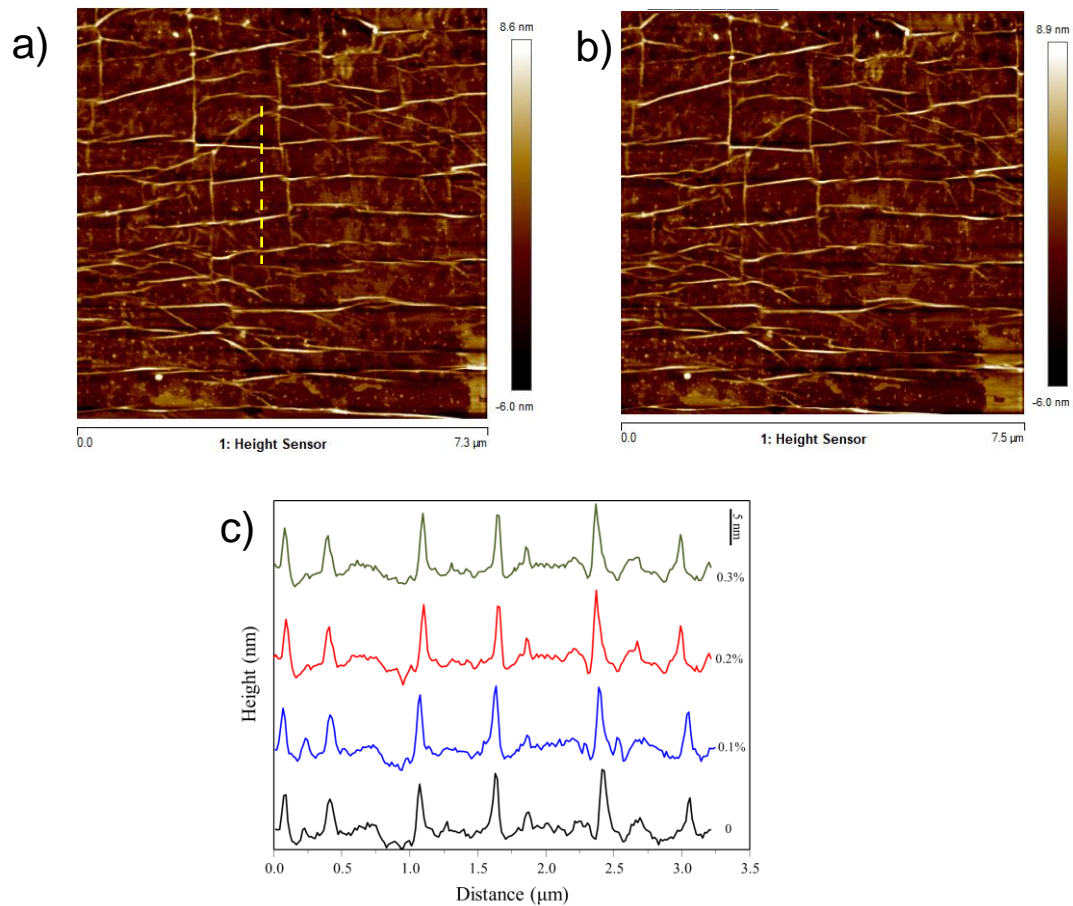 a)
8.6 nm
-6.0 nm
0.0
1: Height Sensor
7.3 μm
b)
8.9 nm
-6.0 nm
0.0
1: Height Sensor
7.5 μm
c)
5 nm
0.3%
0.2%
0.1%
0
Height (nm)
0.0 0.5 1.0 1.5 2.0 2.5 3.0 3.5
Distance (μm)